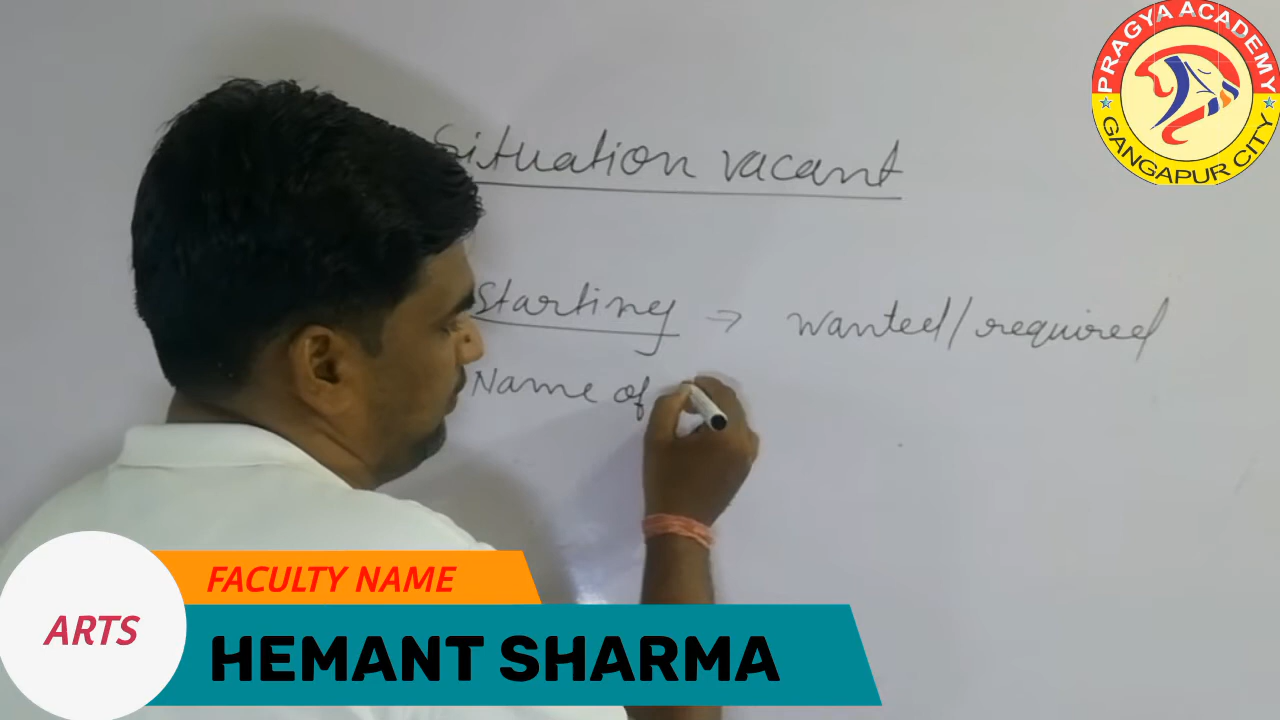 PRAGYA ACADEMY
GANGAPUR CITY
Situation vacant
Starting → wanted/required
Name of
FACULTY NAME
ARTS
HEMANT SHARMA